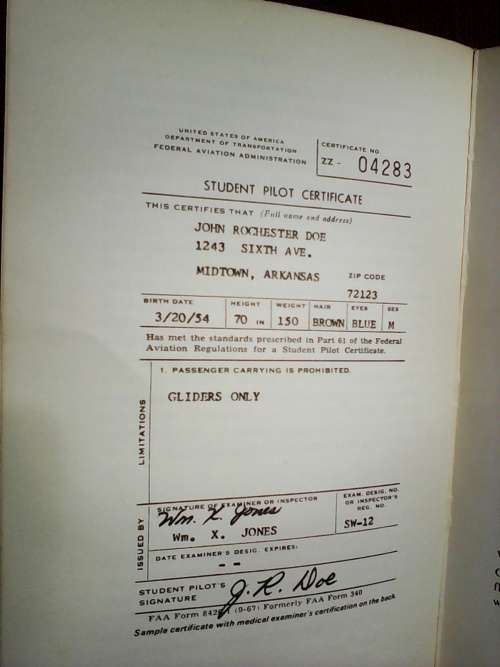 UNITED STATES OF AMERICA
DEPARTMENT OF TRANSPORTATION
FEDERAL AVIATION ADMINISTRATION
CERTIFICATE NO.
ZZ - 04283
STUDENT PILOT CERTIFICATE
THIS CERTIFIES THAT (Full name and address)
JOHN ROCHESTER DOE
1243 SIXTH AVE.
MIDTOWN, ARKANSAS
ZIP CODE
72123
BIRTH DATE HEIGHT WEIGHT HAIR EYES SEX
3/20/54 70 IN 150 BROWN BLUE M
Has met the standards prescribed in Part 61 of the Federal
Aviation Regulations for a Student Pilot Certificate.
LIMITATIONS
1. PASSENGER CARRYING IS PROHIBITED.
GLIDERS ONLY
ISSUED BY
SIGNATURE OF EXAMINER OR INSPECTOR
Wm. X. Jones
Wm. X. JONES
EXAM. DESIG. NO.
OR INSPECTOR'S
REG. NO.
SW-12
DATE EXAMINER'S DESIG. EXPIRES:
- -
STUDENT PILOT'S
SIGNATURE
J. R. Doe
FAA Form (9-67) Formerly FAA Form 340
Sample certificate with medical examiner's certification on the back